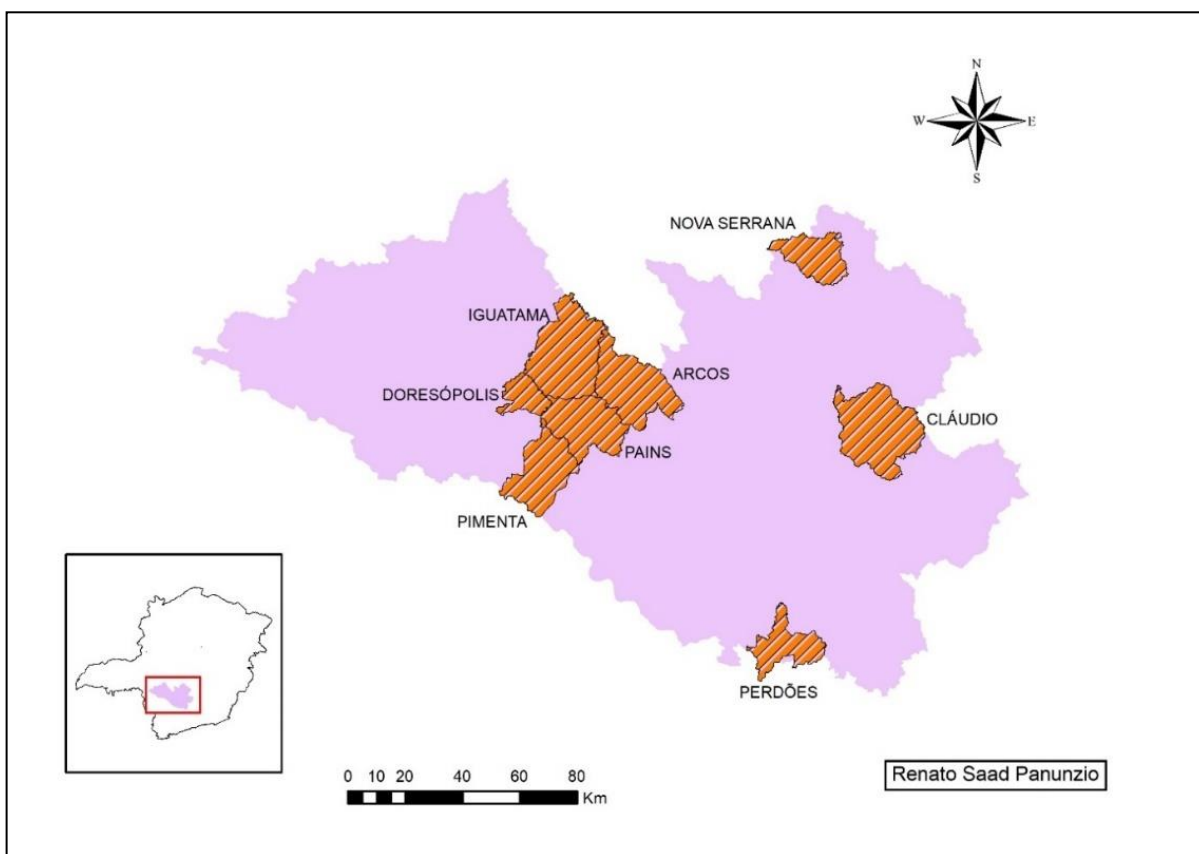 N
W E
S
NOVA SERRANA
IGUATAMA
ARCOS
DORESÓPOLIS
CLÁUDIO
PAINS
PIMENTA
PERDÕES
0 10 20 40 60 80
Km
Renato Saad Panunzio